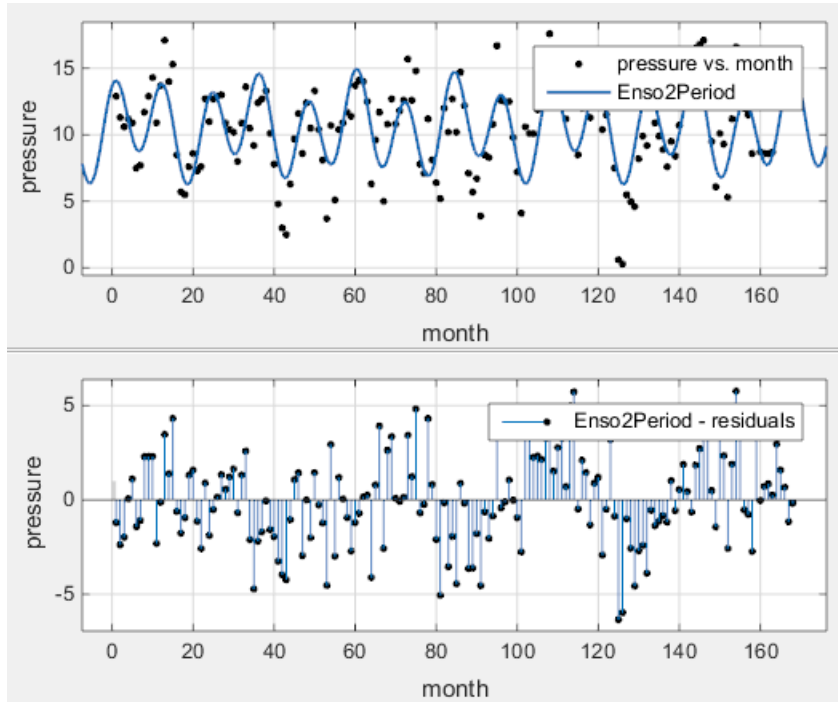 15
10
5
0
pressure
pressure vs. month
Enso2Period
0 20 40 60 80 100 120 140 160
month
5
0
-5
pressure
Enso2Period - residuals
0 20 40 60 80 100 120 140 160
month